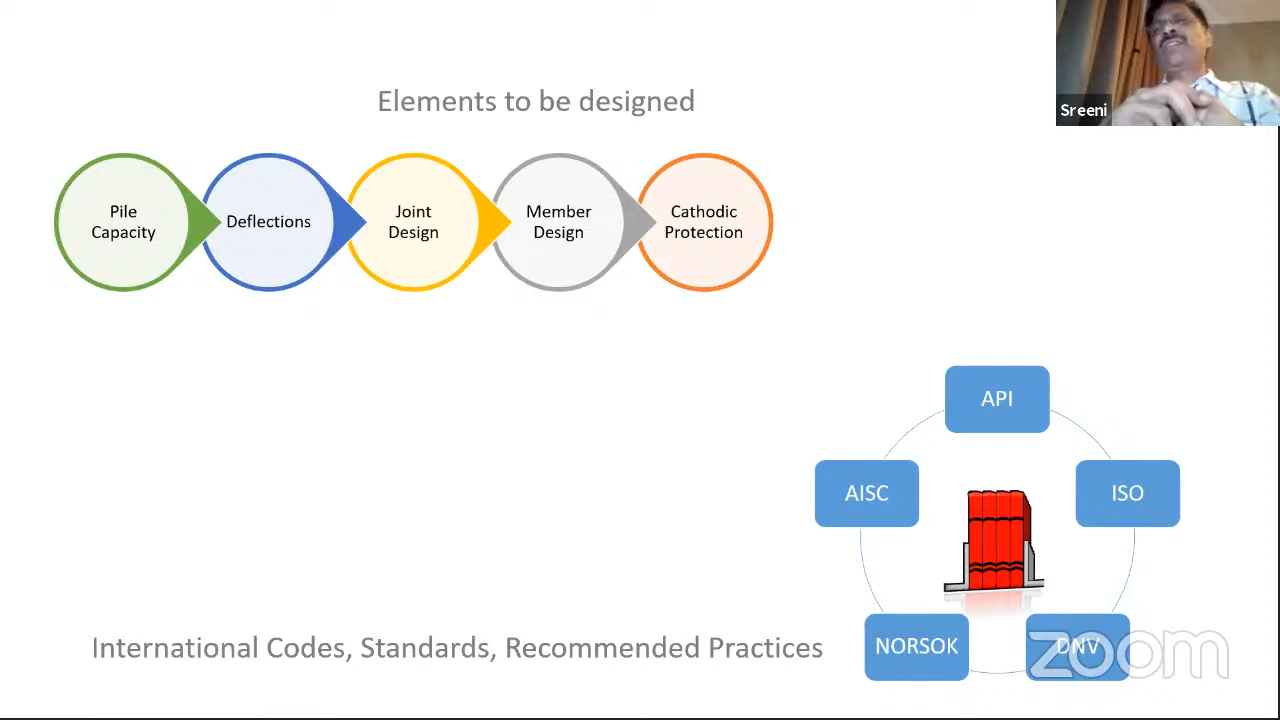 Sreeni
Elements to be designed
Pile
Capacity
Deflections
Joint
Design
Member
Design
Cathodic
Protection
API
AISC
ISO
NORSOK
DNV
zoom
International Codes, Standards, Recommended Practices